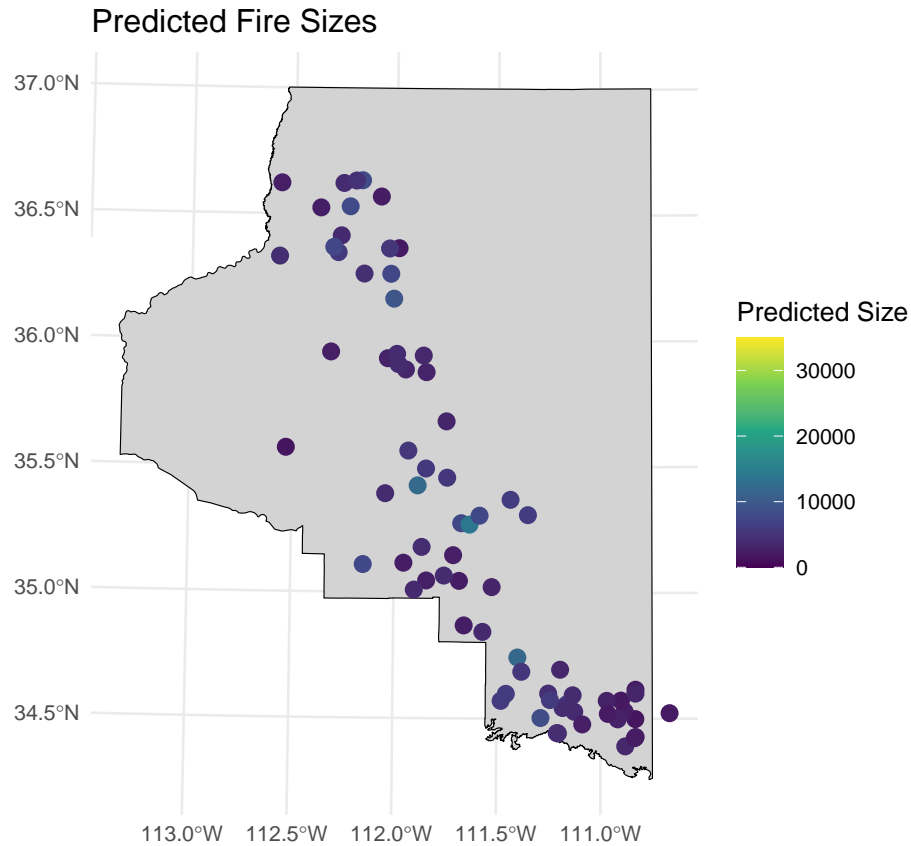 Predicted Fire Sizes
37.0°N
36.5°N
36.0°N
35.5°N
35.0°N
34.5°N
113.0°W 112.5°W 112.0°W 111.5°W 111.0°W
Predicted Size
30000
20000
10000
0